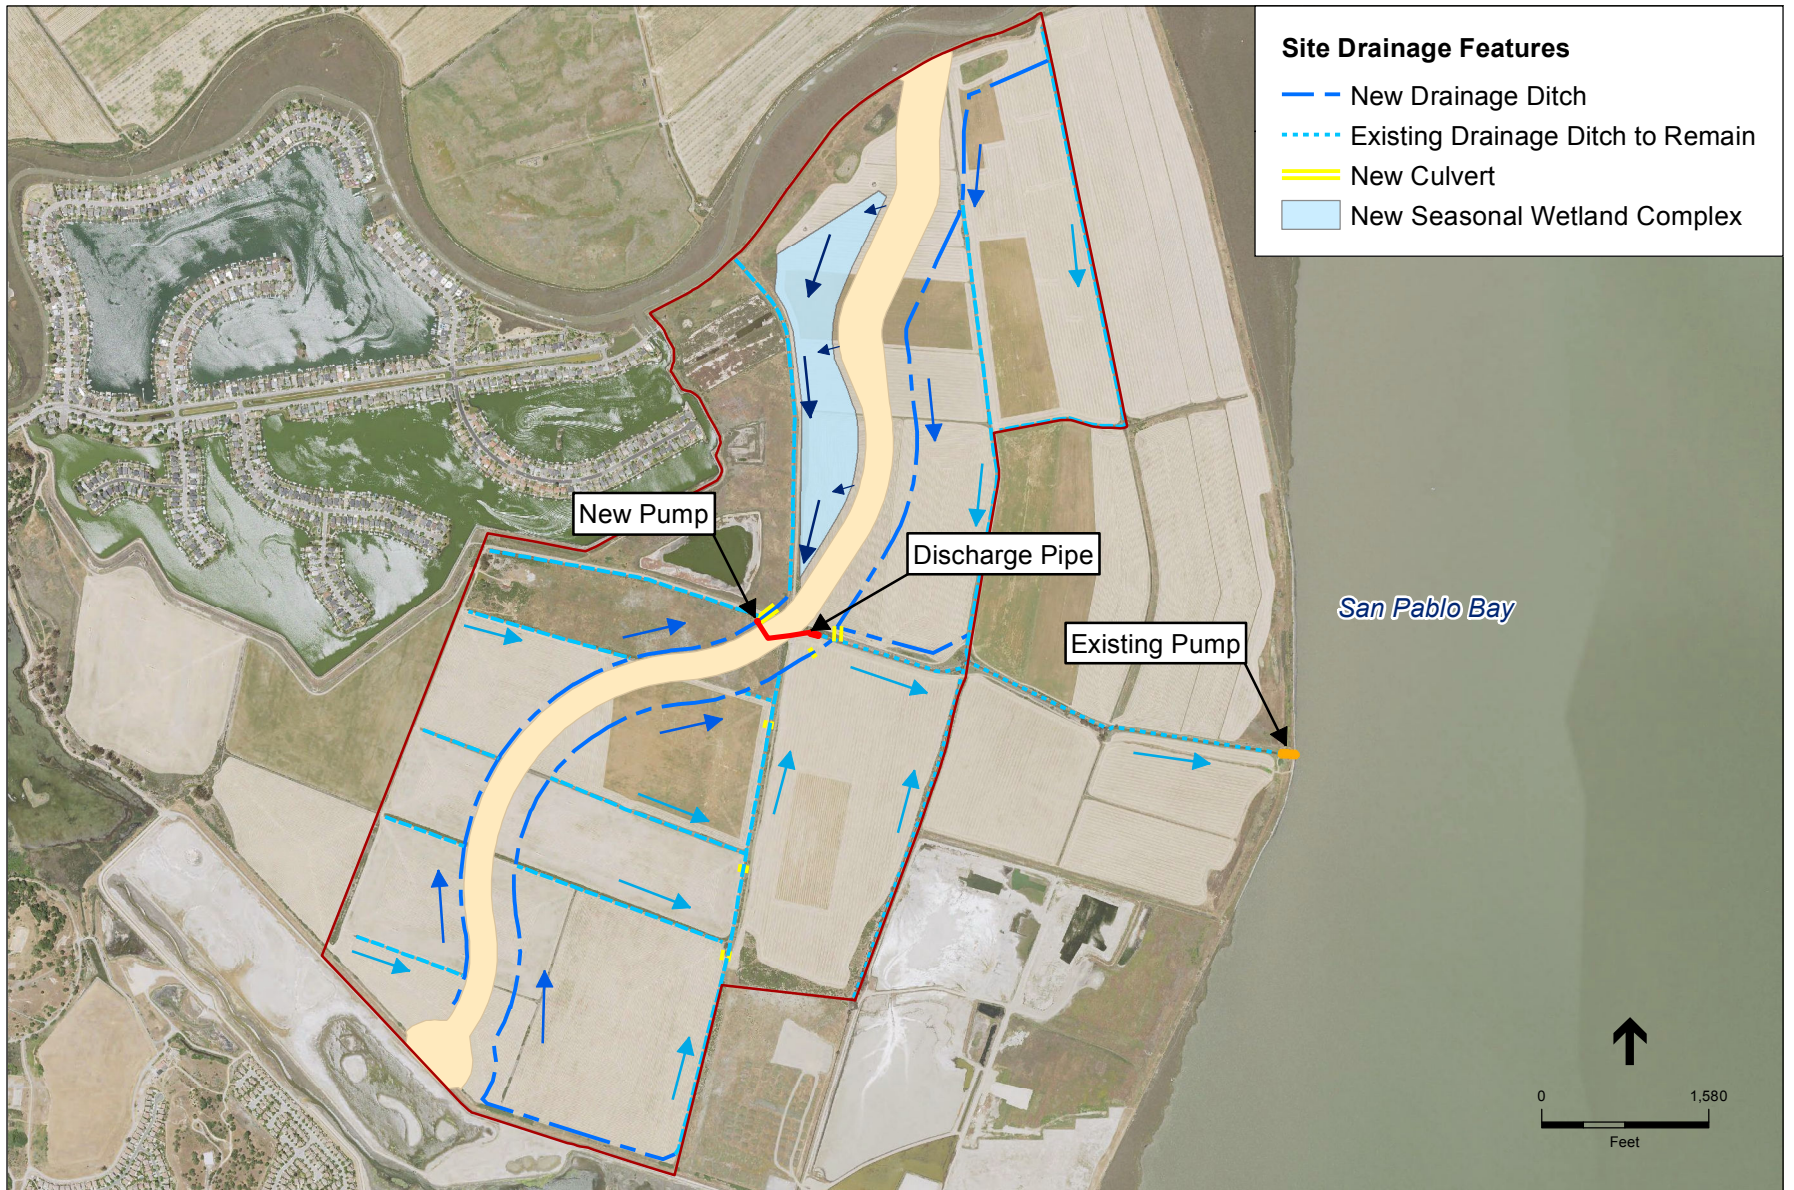 Site Drainage Features
New Drainage Ditch
Existing Drainage Ditch to Remain
New Culvert
New Seasonal Wetland Complex
New Pump
Discharge Pipe
San Pablo Bay
Existing Pump
0 1,580
Feet